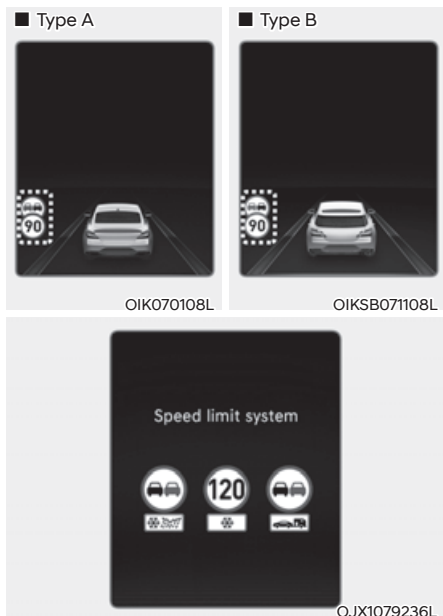 ■ Type A
■ Type B
90
90
OIK070108L
OIKSB071108L
Speed limit system
120
OJX1079236L